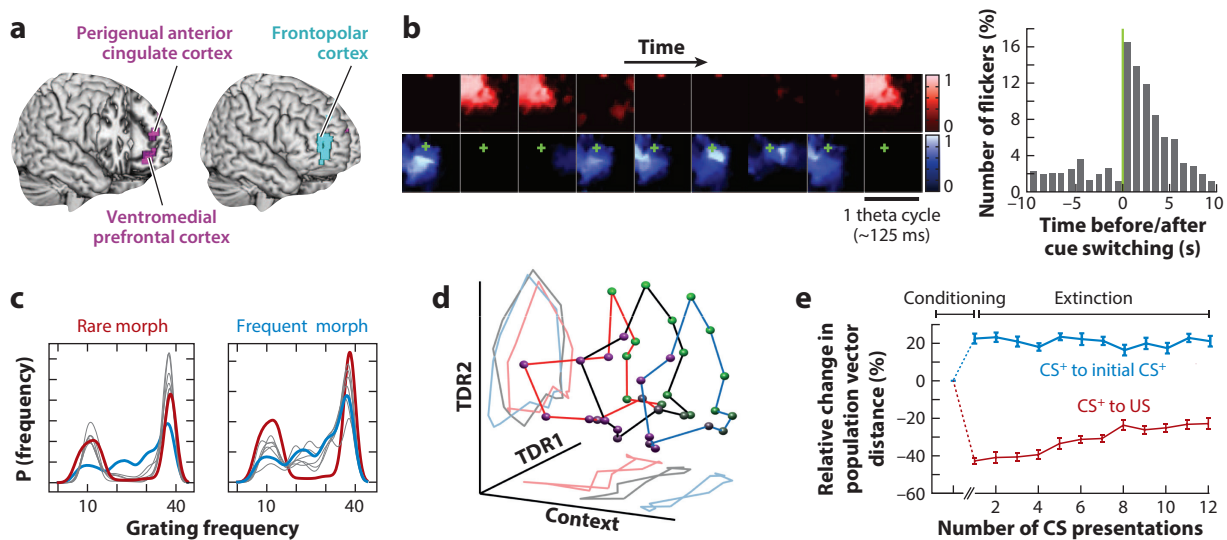 a
Perigenual anterior
cingulate cortex
Frontopolar
cortex
Ventromedial
prefrontal cortex
b
Time
1
0
1
0
1 theta cycle
(~125 ms)
Number of flickers (%)
16
12
8
4
0
−10
−5
0
5
10
Time before/after
cue switching (s)
c
Rare morph
Frequent morph
P (frequency)
10
40
10
40
Grating frequency
d
TDR2
TDR1
Context
e
Conditioning
Extinction
Relative change in
population vector
distance (%)
20
0
−20
−40
−60
CS+ to initial CS+
CS+ to US
2
4
6
8
10
12
Number of CS presentations